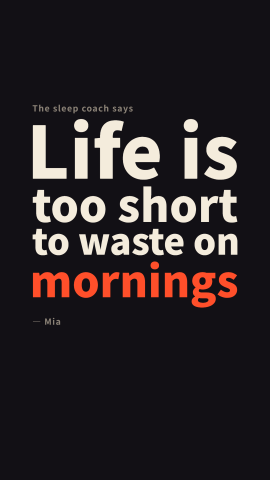 The sleep coach says
Life is
too short
to waste on
mornings
— Mia